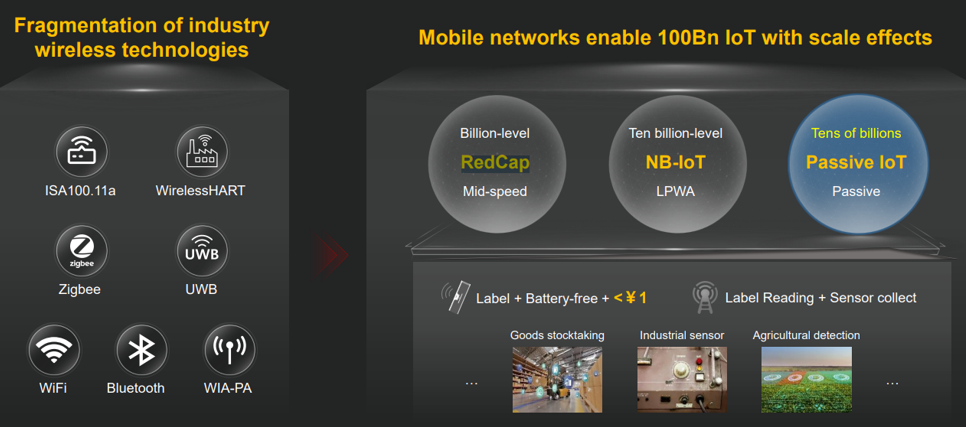 Fragmentation of industry
wireless technologies
ISA100.11a
WirelessHART
zigbee
Zigbee
UWB
UWB
WiFi
Bluetooth
WIA-PA
Mobile networks enable 100Bn IoT with scale effects
Billion-level
RedCap
Mid-speed
Ten billion-level
NB-IoT
LPWA
Tens of billions
Passive IoT
Passive
Label + Battery-free + <¥1
Label Reading + Sensor collect
Goods stocktaking
Industrial sensor
Agricultural detection
...
...